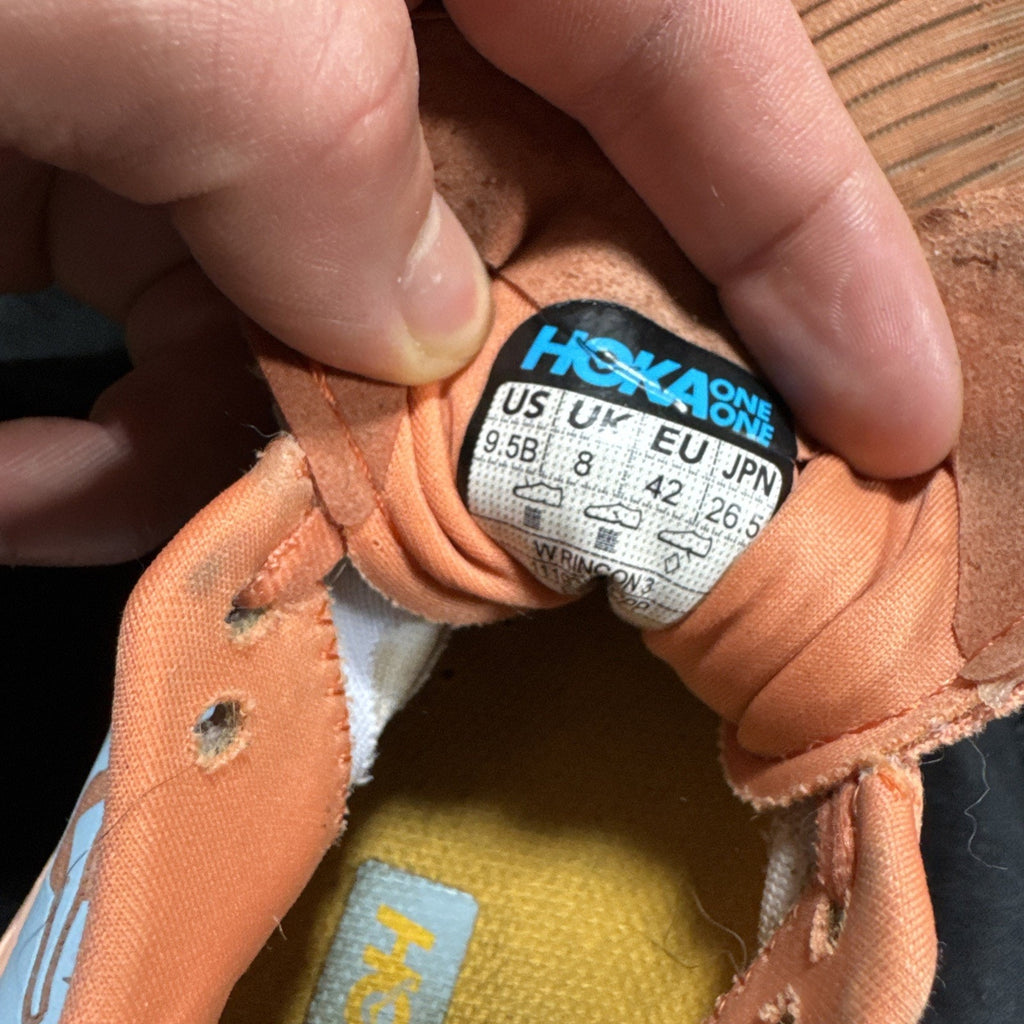 HOKA ONE ONE
US UK EU JPN
9.5B 8 42 26.5
W RINCON 3